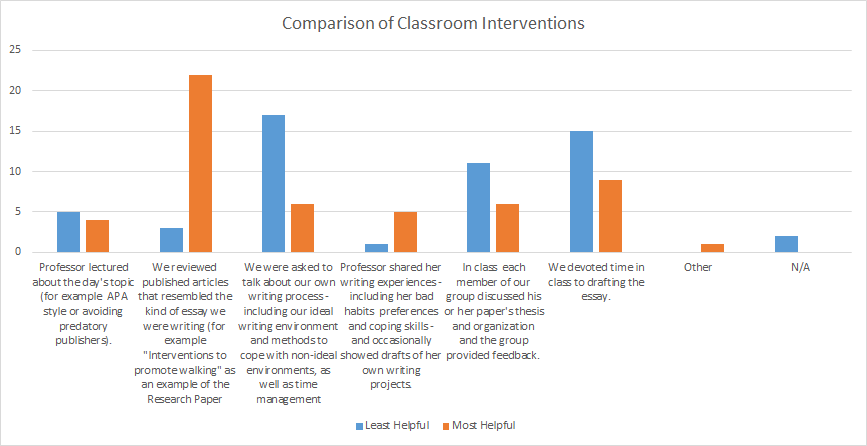 Comparison of Classroom Interventions
25
20
15
10
5
0
Professor lectured
about the day's topic
(for example APA
style or avoiding
predatory
publishers).
We reviewed
published articles
that resembled the
kind of essay we
were writing (for
example
"Interventions to
promote walking" as
an example of the
Research Paper
We were asked to
talk about our own
writing process -
including our ideal
writing environment
and methods to
cope with non-ideal
environments, as
well as time
management
Professor shared her
writing experiences -
including her bad
habits preferences
and coping skills -
and occasionally
showed drafts of her
own writing
projects.
In class each
member of our
group discussed his
or her paper's thesis
and organization
and the group
provided feedback.
We devoted time in
class to drafting the
essay.
Other
N/A
Least Helpful
Most Helpful